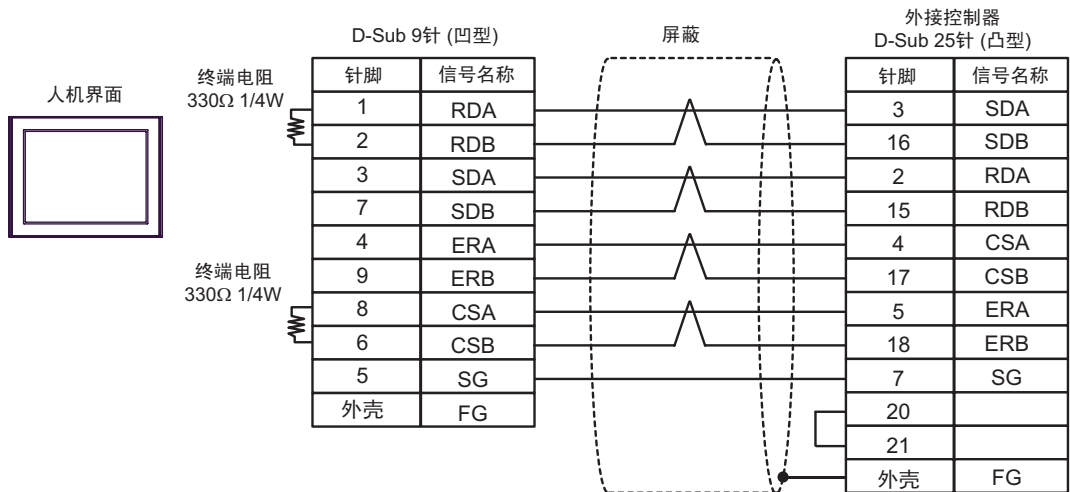 人机界面
终端电阻
330Ω 1/4W
终端电阻
330Ω 1/4W
D-Sub 9针 (凹型)
针脚 信号名称
1 RDA
2 RDB
3 SDA
7 SDB
4 ERA
9 ERB
8 CSA
6 CSB
5 SG
外壳 FG
屏蔽
外接控制器
D-Sub 25针 (凸型)
针脚 信号名称
3 SDA
16 SDB
2 RDA
15 RDB
4 CSA
17 CSB
5 ERA
18 ERB
7 SG
20
21
外壳 FG